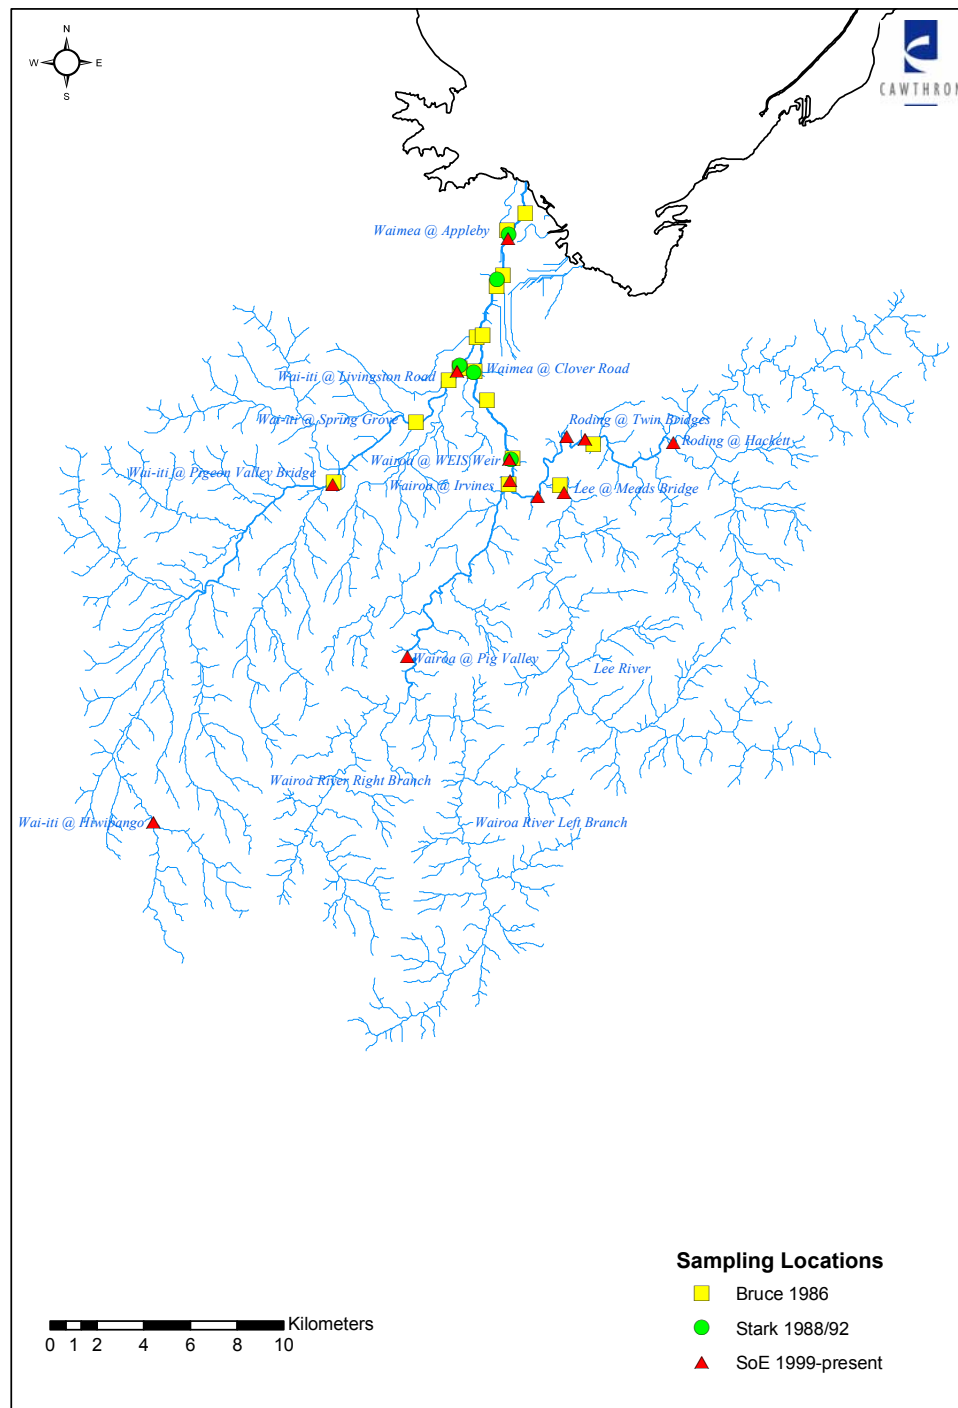 N
W E
S
CAWTHRON
Waimea @ Appleby
Waimea @ Clover Road
Wai-iti @ Livingston Road
Wai-iti @ Spring Grove
Roding @ Twin Bridges
Roding @ Hackett
Wairoa @ WEIS Weir
Wai-iti @ Pigeon Valley Bridge
Wairoa @ Irvines
Lee @ Meads Bridge
Wairoa @ Pig Valley
Lee River
Wairoa River Right Branch
Wai-iti @ Hiwipango
Wairoa River Left Branch
Sampling Locations
Bruce 1986
Stark 1988/92
SoE 1999-present
Kilometers
0 1 2 4 6 8 10